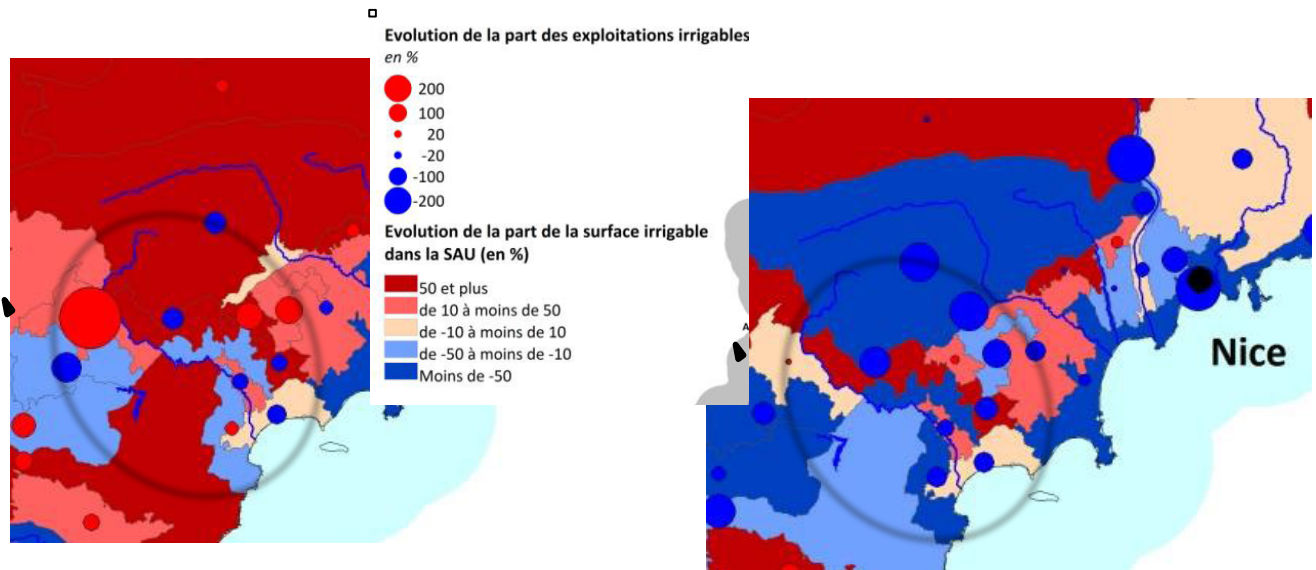 Evolution de la part des exploitations irrigables
en %
200
100
20
-20
-100
-200
Evolution de la part de la surface irrigable
dans la SAU (en %)
50 et plus
de 10 à moins de 50
de -10 à moins de 10
de -50 à moins de -10
Moins de -50
A
Nice